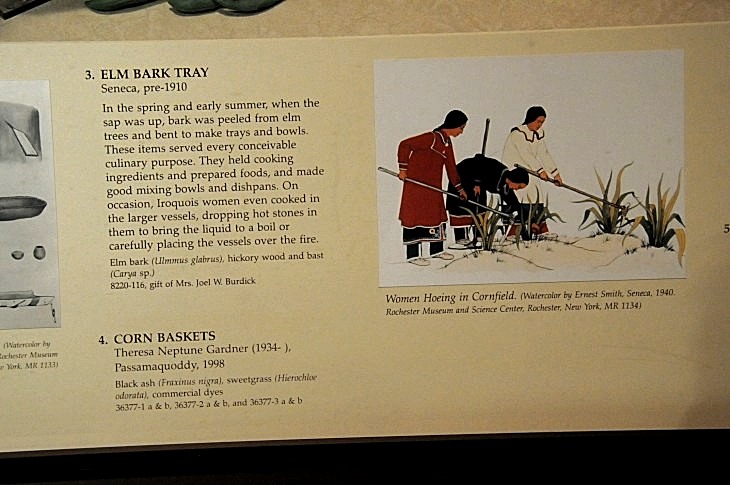 3. ELM BARK TRAY
Seneca, pre-1910
In the spring and early summer, when the
sap was up, bark was peeled from elm
trees and bent to make trays and bowls.
These items served every conceivable
culinary purpose. They held cooking
ingredients and prepared foods, and made
good mixing bowls and dishpans. On
occasion, Iroquois women even cooked in
the larger vessels, dropping hot stones in
them to bring the liquid to a boil or
carefully placing the vessels over the fire.
Elm bark (Ulmmus glabrus), hickory wood and bast
(Carya sp.)
8220-116, gift of Mrs. Joel W. Burdick
4. CORN BASKETS
Theresa Neptune Gardner (1934- ),
Passamaquoddy, 1998
Black ash (Fraxinus nigra), sweetgrass (Hierochloe
odorata), commercial dyes
36377-1 a & b, 36377-2 a & b, and 36377-3 a & b
Women Hoeing in Cornfield. (Watercolor by Ernest Smith, Seneca, 1940.
Rochester Museum and Science Center, Rochester, New York, MR 1134)
(Watercolor by
Rochester Museum
York, MR 1133)
5